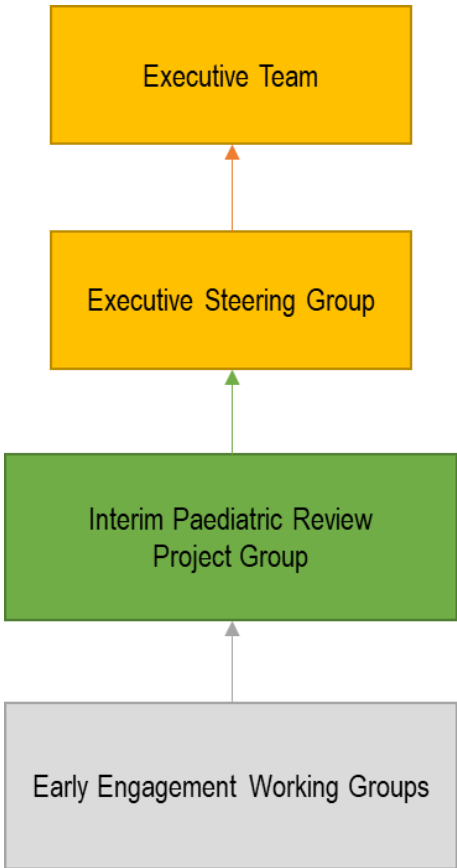 Executive Team
Executive Steering Group
Interim Paediatric Review
Project Group
Early Engagement Working Groups